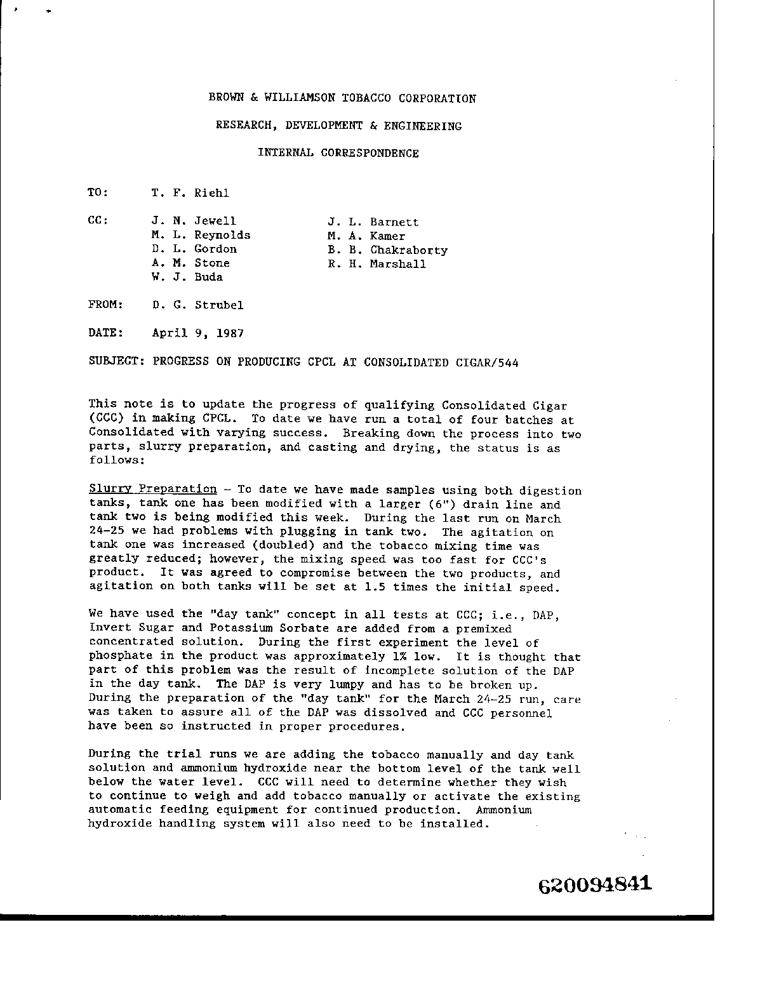 BROWN & WILLIAMSON TOBACCO CORPORATION
RESEARCH, DEVELOPMENT & ENGINEERING
INTERNAL CORRESPONDENCE
TO: T. F. Riehl
CC: J. N. Jewell J. L. Barnett
M. L. Reynolds M. A. Kamer
D. L. Gordon B. B. Chakraborty
A. M. Stone R. H. Marshall
W. J. Buda
FROM: D. G. Strubel
DATE: April 9, 1987
SUBJECT: PROGRESS ON PRODUCING CPCL AT CONSOLIDATED CIGAR/544
This note is to update the progress of qualifying Consolidated Cigar
(CCC) in making CPCL. To date we have run a total of four batches at
Consolidated with varying success. Breaking down the process into two
parts, slurry preparation, and casting and drying, the status is as
follows:
Slurry Preparation - To date we have made samples using both digestion
tanks, tank one has been modified with a larger (6") drain line and
tank two is being modified this week. During the last run on March
24-25 we had problems with plugging in tank two. The agitation on
tank one was increased (doubled) and the tobacco mixing time was
greatly reduced; however, the mixing speed was too fast for CCC's
product. It was agreed to compromise between the two products, and
agitation on both tanks will be set at 1.5 times the initial speed.
We have used the "day tank" concept in all tests at CCC; i.e., DAP,
Invert Sugar and Potassium Sorbate are added from a premixed
concentrated solution. During the first experiment the level of
phosphate in the product was approximately 1% low. It is thought that
part of this problem was the result of incomplete solution of the DAP
in the day tank. The DAP is very lumpy and has to be broken up.
During the preparation of the "day tank" for the March 24-25 run, care
was taken to assure all of the DAP was dissolved and CCC personnel
have been so instructed in proper procedures.
During the trial runs we are adding the tobacco manually and day tank
solution and ammonium hydroxide near the bottom level of the tank well
below the water level. CCC will need to determine whether they wish
to continue to weigh and add tobacco manually or activate the existing
automatic feeding equipment for continued production. Ammonium
hydroxide handling system will also need to be installed.
620094841